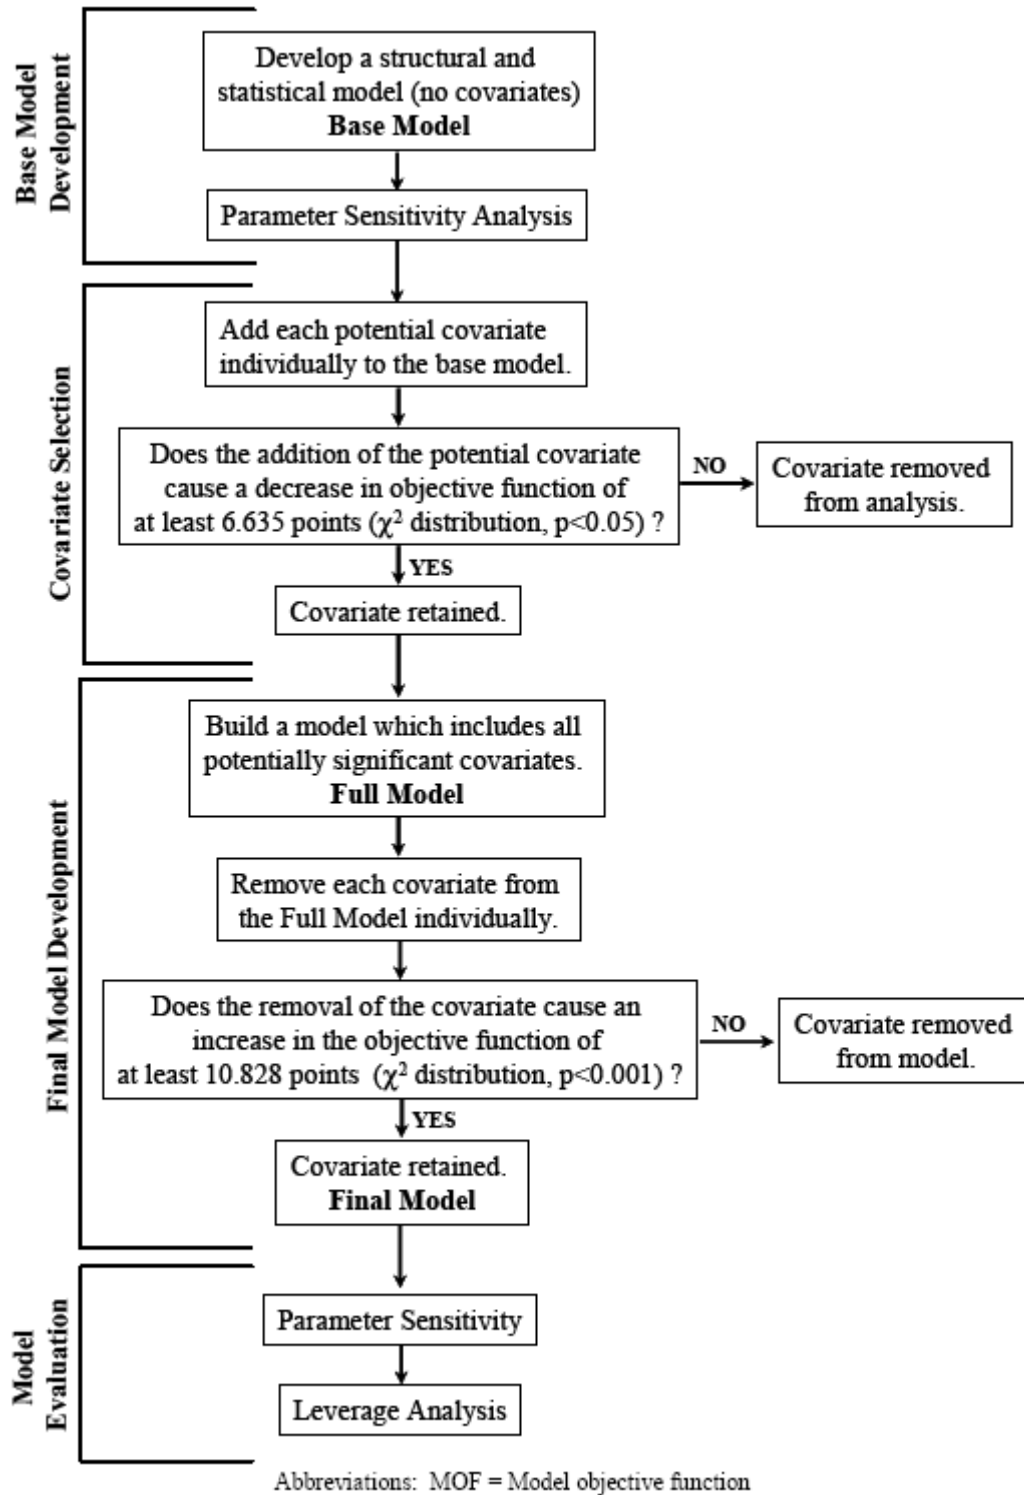 Base Model
Development
Develop a structural and
statistical model (no covariates)
Base Model
Parameter Sensitivity Analysis
Covariate Selection
Add each potential covariate
individually to the base model.
Does the addition of the potential covariate
cause a decrease in objective function of
at least 6.635 points (χ² distribution, p<0.05) ?
NO
Covariate removed
from analysis.
YES
Covariate retained.
Final Model Development
Build a model which includes all
potentially significant covariates.
Full Model
Remove each covariate from
the Full Model individually.
Does the removal of the covariate cause an
increase in the objective function of
at least 10.828 points (χ² distribution, p<0.001) ?
NO
Covariate removed
from model.
YES
Covariate retained.
Final Model
Model
Evaluation
Parameter Sensitivity
Leverage Analysis
Abbreviations: MOF = Model objective function